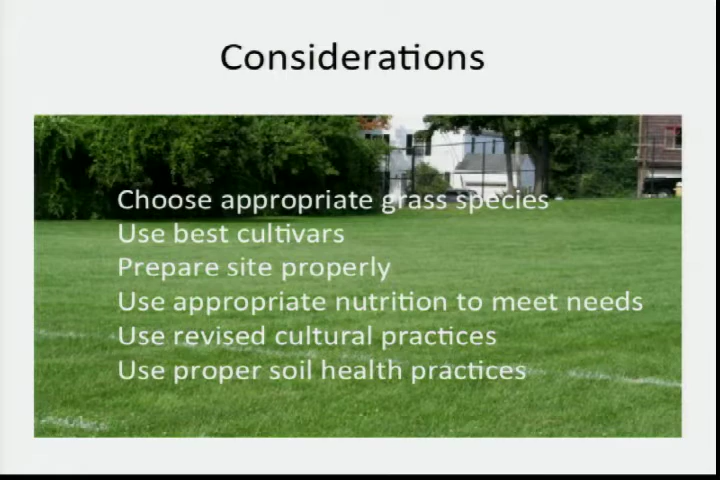 Considerations
Choose appropriate grass species
Use best cultivars
Prepare site properly
Use appropriate nutrition to meet needs
Use revised cultural practices
Use proper soil health practices